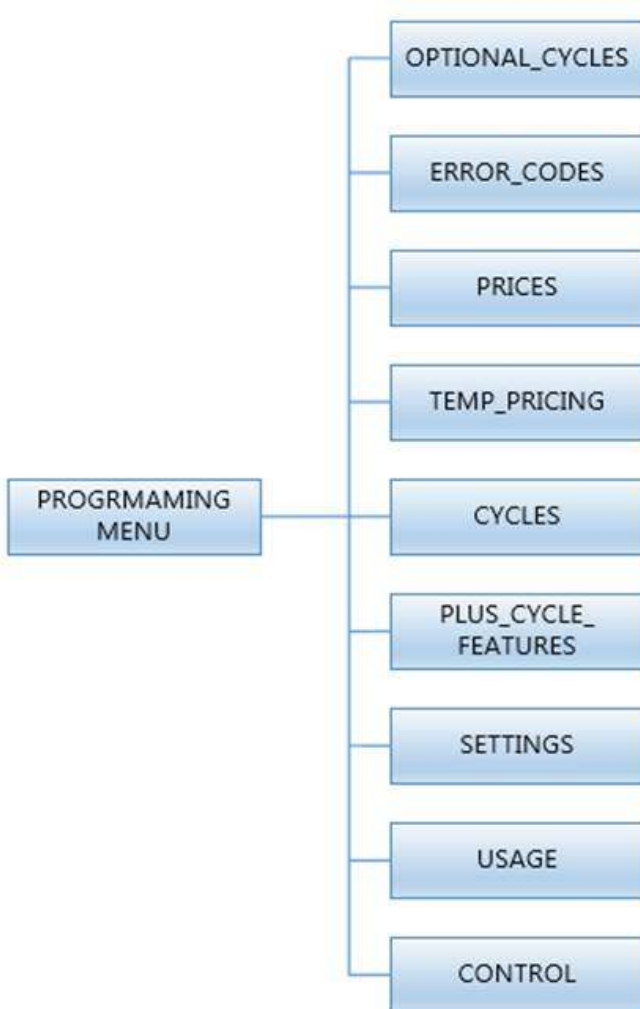 OPTIONAL_CYCLES
ERROR_CODES
PRICES
TEMP_PRICING
PROGRMAMING
MENU
CYCLES
PLUS_CYCLE_
FEATURES
SETTINGS
USAGE
CONTROL